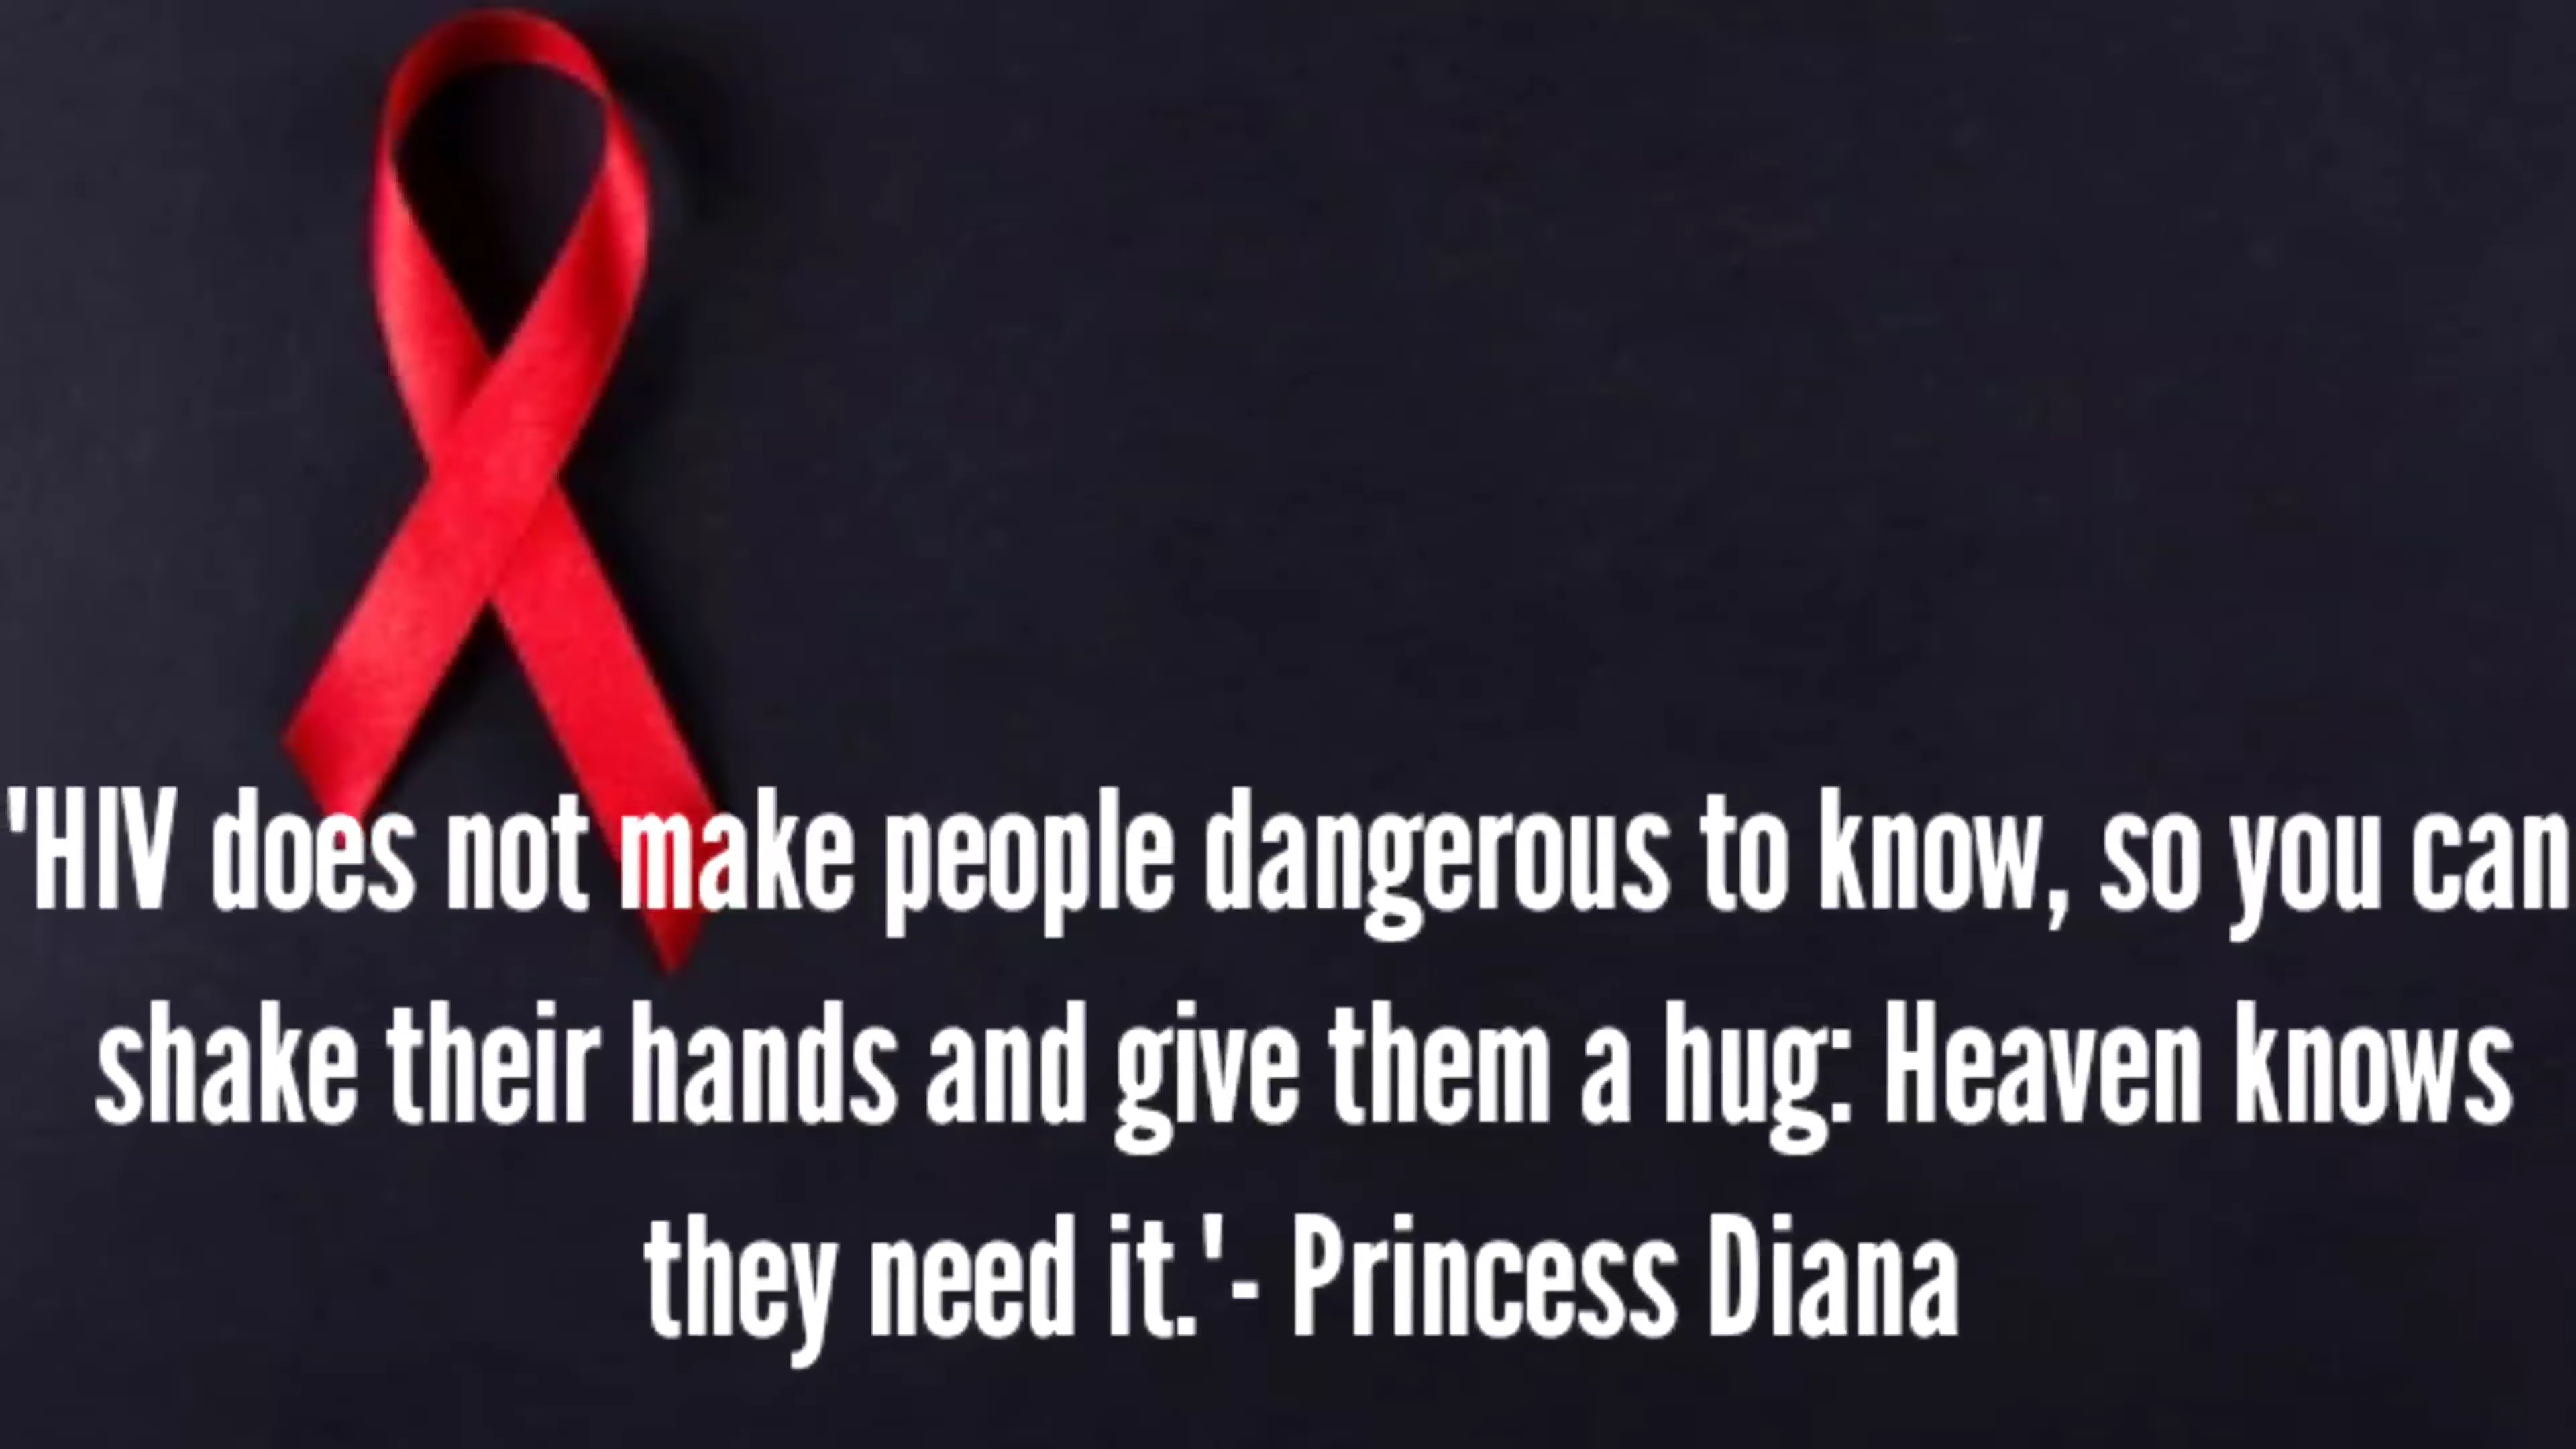 'HIV does not make people dangerous to know, so you can
shake their hands and give them a hug: Heaven knows
they need it.'- Princess Diana